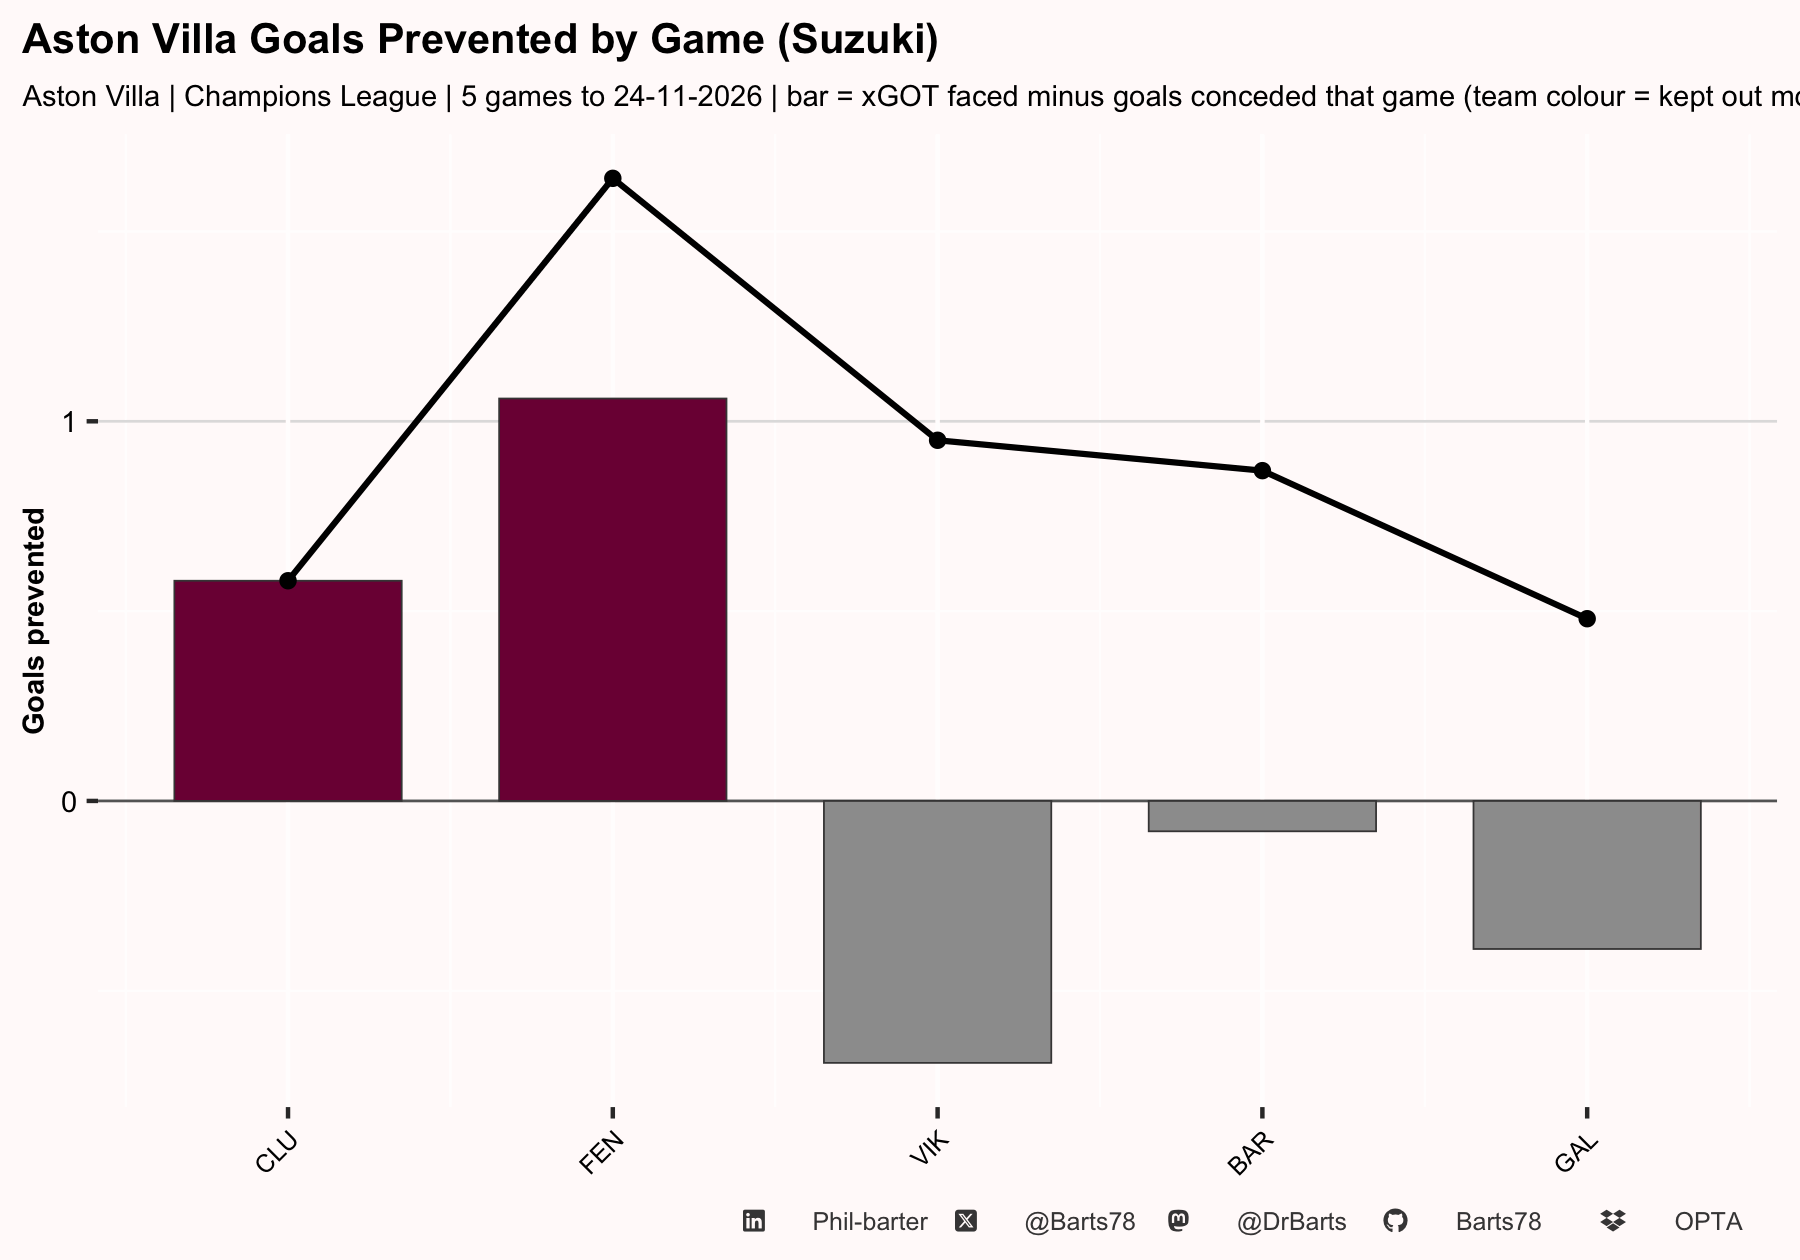 Aston Villa Goals Prevented by Game (Suzuki)
Aston Villa | Champions League | 5 games to 24-11-2026 | bar = xGOT faced minus goals conceded that game (team colour = kept out
Goals prevented
1
0
CLU
FEN
VIK
BAR
GAL
Phil-barter
@Barts78
@DrBarts
Barts78
OPTA